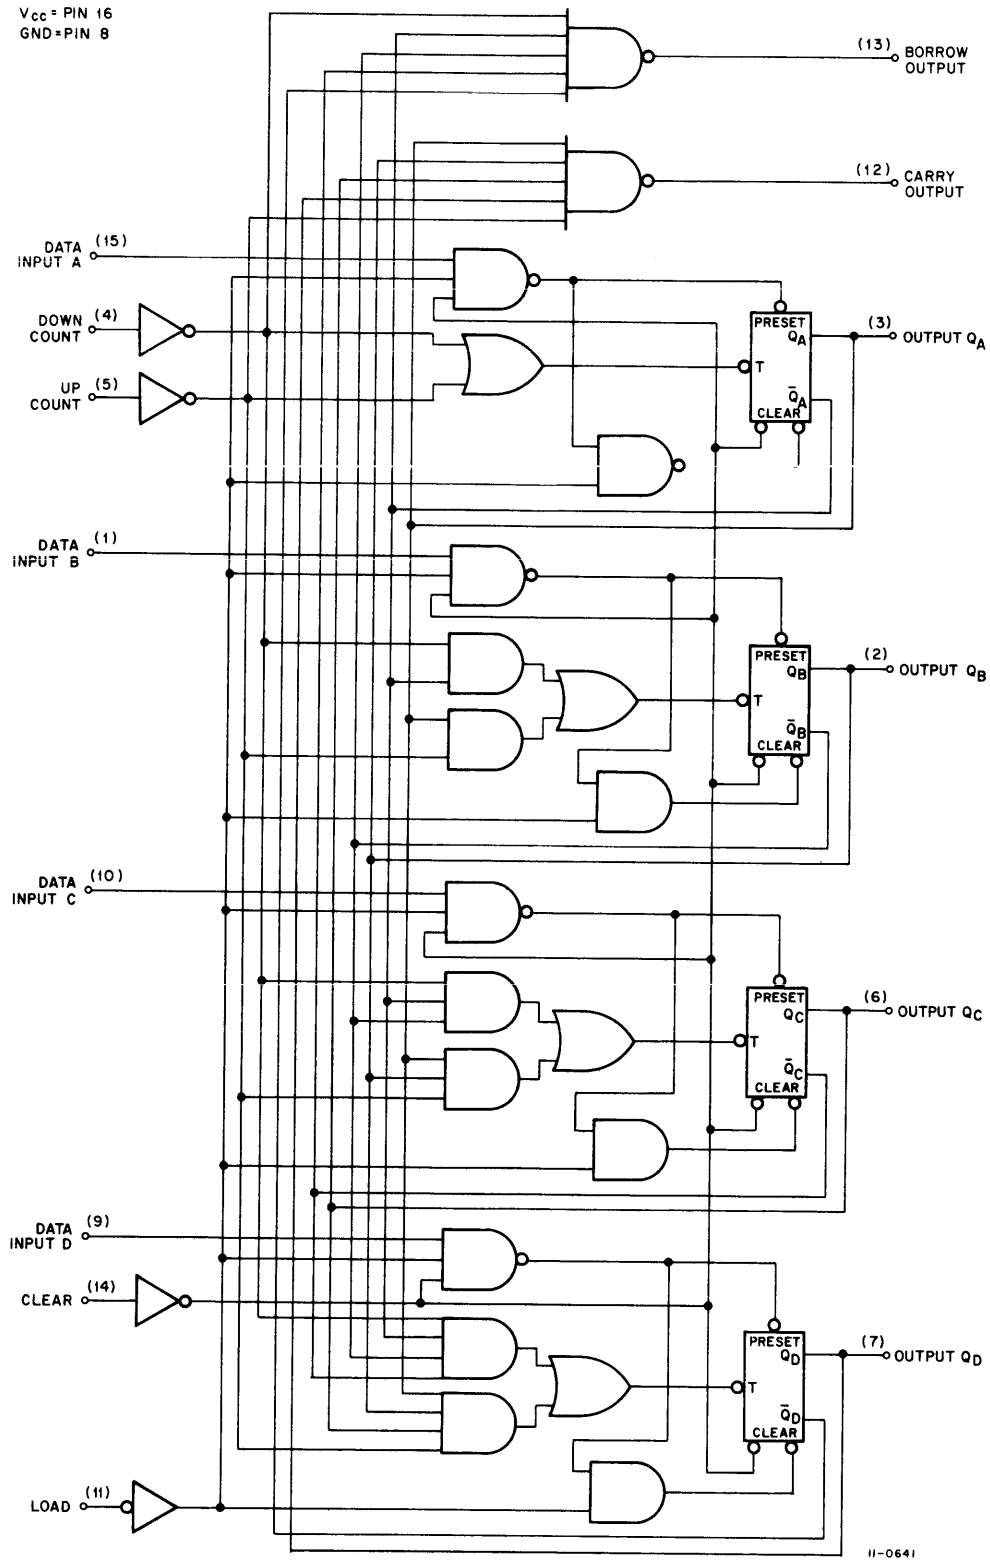 VCC = PIN 16
GND = PIN 8
(13) BORROW
OUTPUT
(12) CARRY
OUTPUT
DATA (15)
INPUT A
DOWN (4)
COUNT
UP (5)
COUNT
PRESET
QA
T
Q̅A
CLEAR
(3) OUTPUT QA
DATA (1)
INPUT B
PRESET
QB
T
Q̅B
CLEAR
(2) OUTPUT QB
DATA (10)
INPUT C
PRESET
QC
T
Q̅C
CLEAR
(6) OUTPUT QC
DATA (9)
INPUT D
CLEAR (14)
PRESET
QD
T
Q̅D
CLEAR
(7) OUTPUT QD
LOAD (11)
11-0641